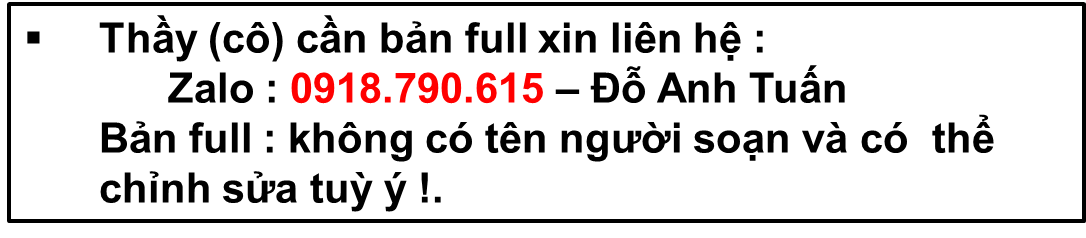 ▪ Thầy (cô) cần bản full xin liên hệ :
Zalo : 0918.790.615 – Đỗ Anh Tuấn
Bản full : không có tên người soạn và có  thể
chỉnh sửa tuỳ ý !.